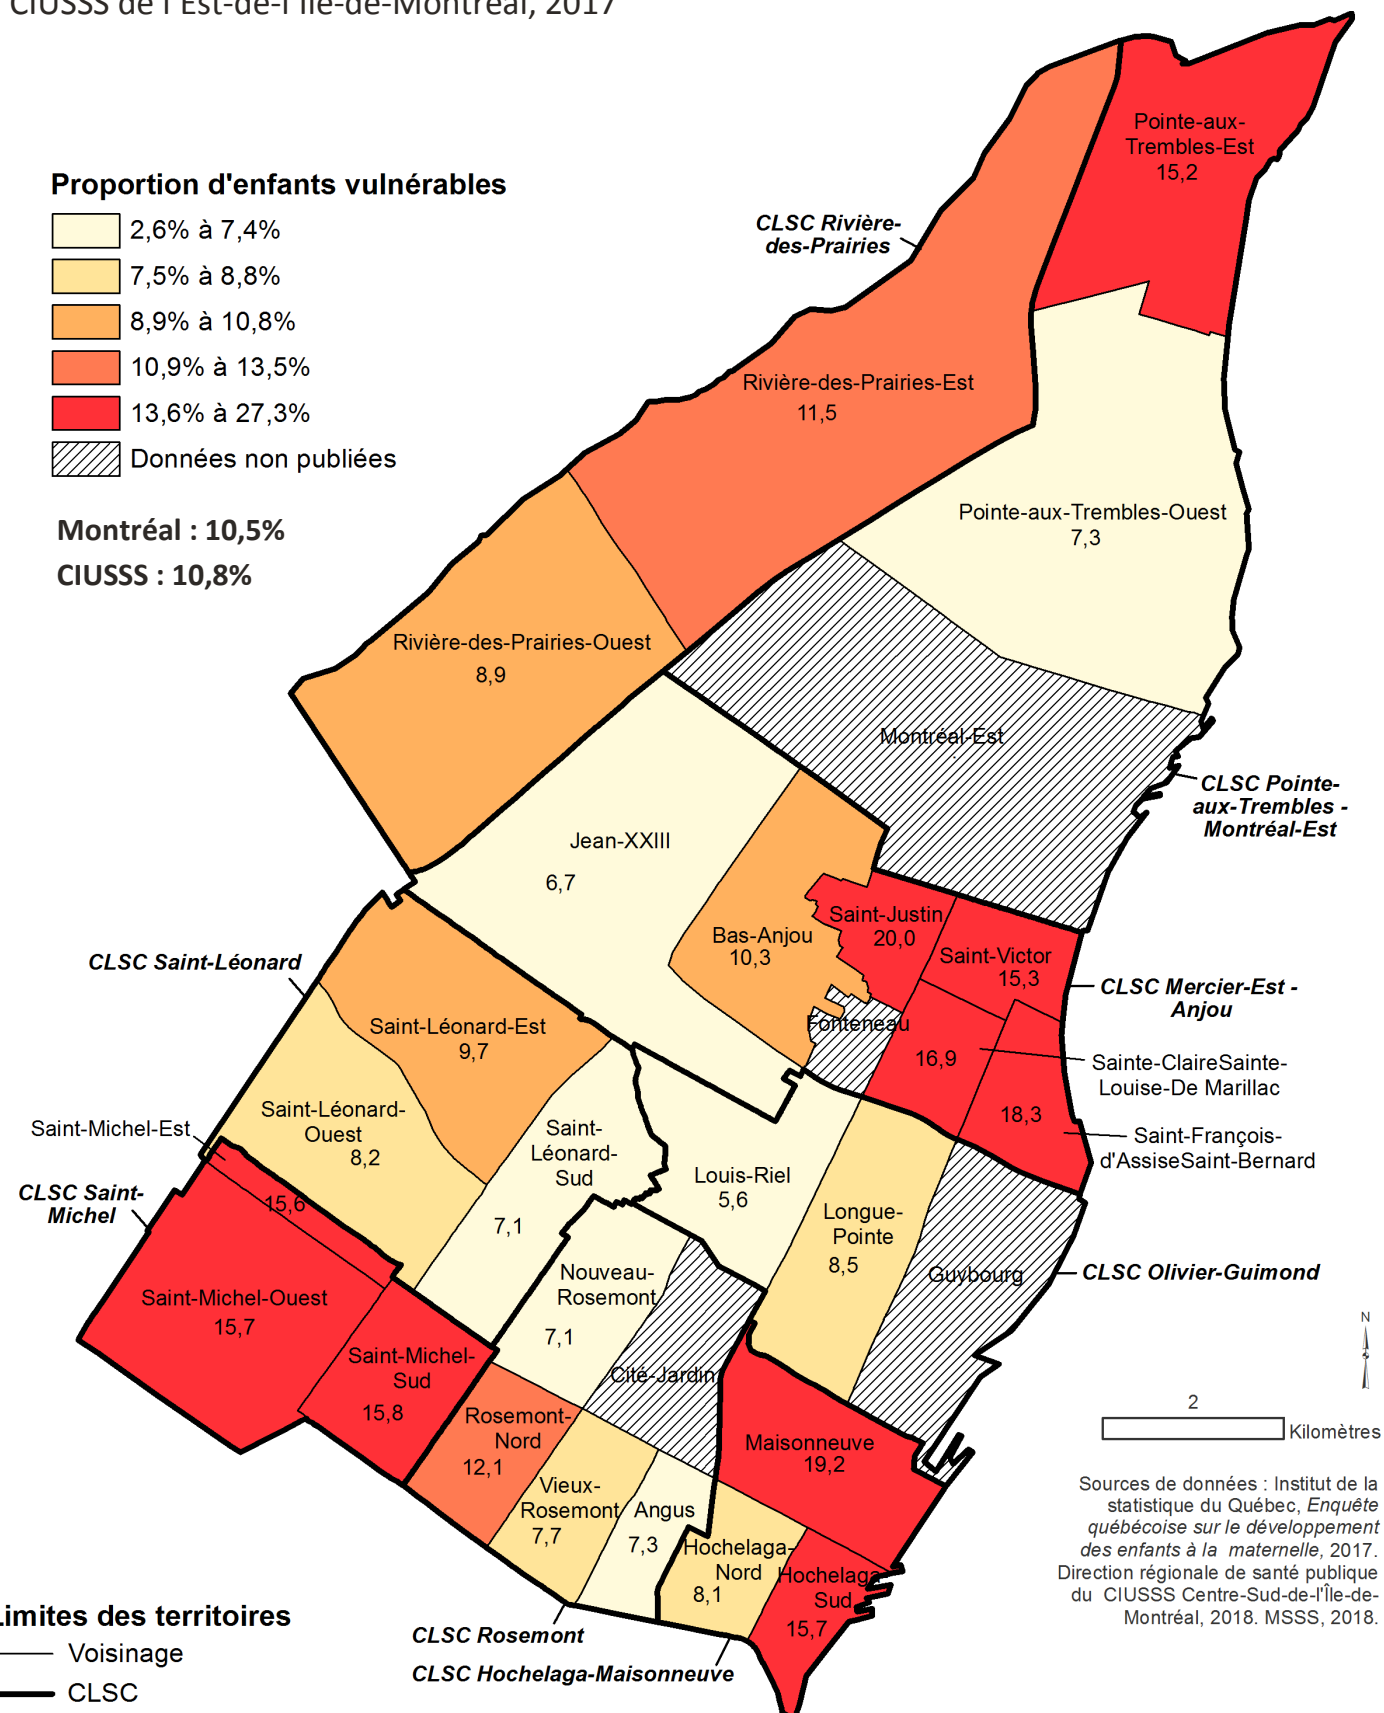 CIUSSS de l'Est-de-l'Île-de-Montréal, 2017
Proportion d'enfants vulnérables
2,6% à 7,4%
7,5% à 8,8%
8,9% à 10,8%
10,9% à 13,5%
13,6% à 27,3%
Données non publiées
Montréal : 10,5%
CIUSSS : 10,8%
Pointe-aux-
Trembles-Est
15,2
CLSC Rivière-
des-Prairies
Rivière-des-Prairies-Est
11,5
Pointe-aux-Trembles-Ouest
7,3
Rivière-des-Prairies-Ouest
8,9
Montréal-Est
CLSC Pointe-
aux-Trembles -
Montréal-Est
Jean-XXIII
6,7
Bas-Anjou
10,3
Saint-Justin
20,0
Saint-Victor
15,3
CLSC Mercier-Est -
Anjou
CLSC Saint-Léonard
Saint-Léonard-Est
9,7
Fonteneau
16,9
Sainte-ClaireSainte-
Louise-De Marillac
18,3
Saint-François-
d'AssiseSaint-Bernard
Saint-Léonard-
Ouest
8,2
Saint-Michel-Est
15,6
CLSC Saint-
Michel
Saint-
Léonard-
Sud
7,1
Louis-Riel
5,6
Longue-
Pointe
8,5
Guybourg
CLSC Olivier-Guimond
Saint-Michel-Ouest
15,7
Nouveau-
Rosemont
7,1
Cité-Jardin
Saint-Michel-
Sud
15,8
Rosemont-
Nord
12,1
Maisonneuve
19,2
Vieux-
Rosemont
7,7
Angus
7,3
Hochelaga-
Nord
8,1
Hochelaga-
Sud
15,7
CLSC Rosemont
CLSC Hochelaga-Maisonneuve
N
2
Kilomètres
Sources de données : Institut de la
statistique du Québec, Enquête
québécoise sur le développement
des enfants à la maternelle, 2017.
Direction régionale de santé publique
du CIUSSS Centre-Sud-de-l'Île-de-
Montréal, 2018. MSSS, 2018.
Limites des territoires
Voisinage
CLSC